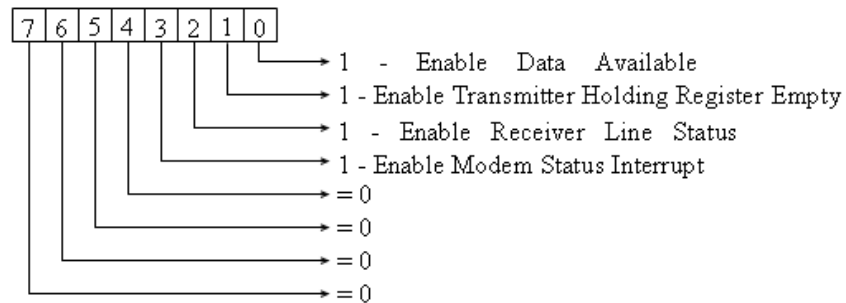 7 6 5 4 3 2 1 0
1 - Enable Data Available
1 - Enable Transmitter Holding Register Empty
1 - Enable Receiver Line Status
1 - Enable Modem Status Interrupt
= 0
= 0
= 0
= 0